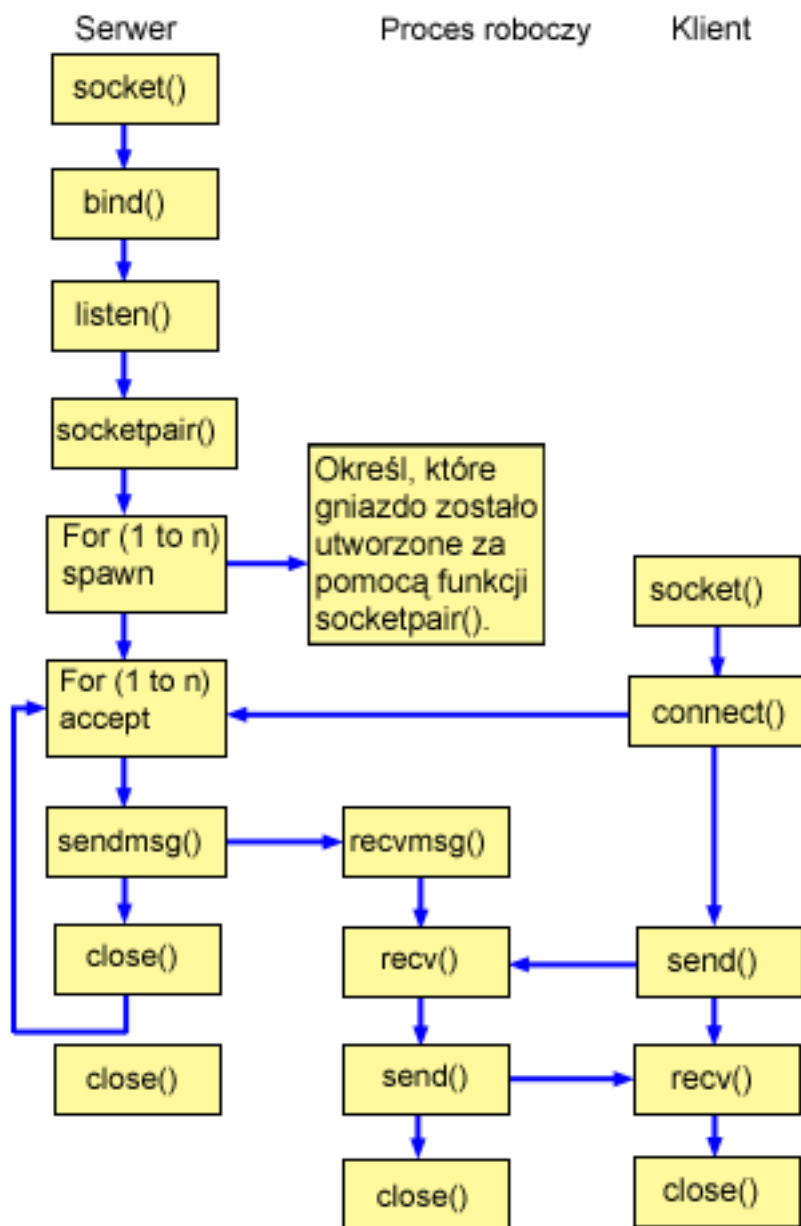 Serwer
Proces roboczy
Klient
socket()
bind()
listen()
socketpair()
For (1 to n)
spawn
Określ, które
gniazdo zostało
utworzone za
pomocą funkcji
socketpair().
socket()
For (1 to n)
accept
connect()
sendmsg()
recvmsg()
close()
recv()
send()
close()
send()
recv()
close()
close()